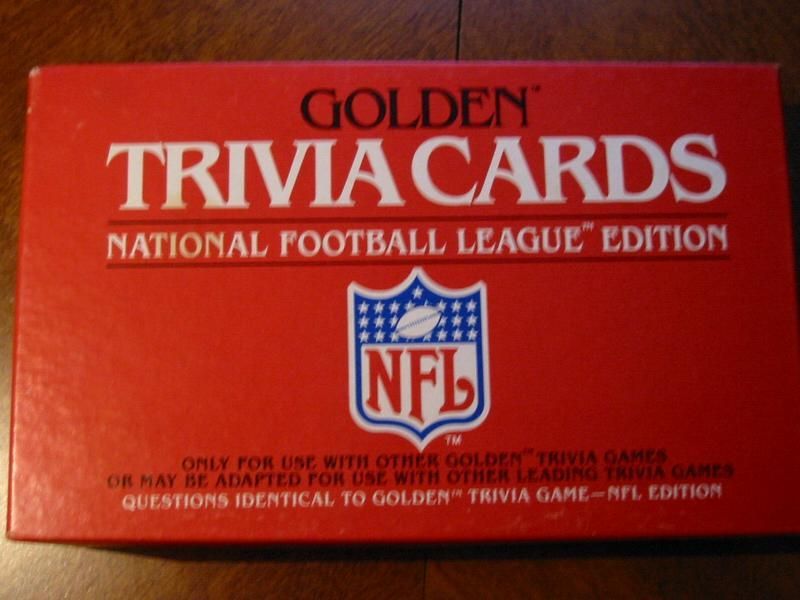 GOLDEN™
TRIVIA CARDS
NATIONAL FOOTBALL LEAGUE™ EDITION
NFL
TM
ONLY FOR USE WITH OTHER GOLDEN™ TRIVIA GAMES
OR MAY BE ADAPTED FOR USE WITH OTHER LEADING TRIVIA GAMES
QUESTIONS IDENTICAL TO GOLDEN™ TRIVIA GAME—NFL EDITION